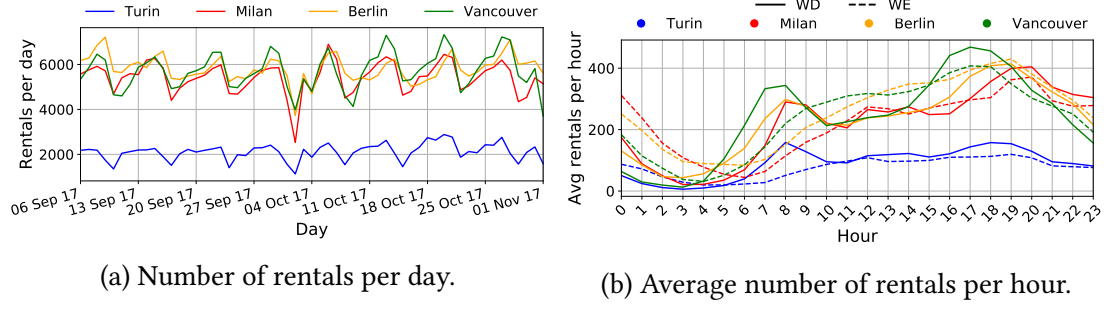 Turin Milan Berlin Vancouver
6000
4000
2000
Rentals per day
06 Sep 17 13 Sep 17 20 Sep 17 27 Sep 17 04 Oct 17 11 Oct 17 18 Oct 17 25 Oct 17 01 Nov 17
Day
(a) Number of rentals per day.
WD WE
Turin Milan Berlin Vancouver
400
200
0
Avg rentals per hour
0 1 2 3 4 5 6 7 8 9 10 11 12 13 14 15 16 17 18 19 20 21 22 23
Hour
(b) Average number of rentals per hour.